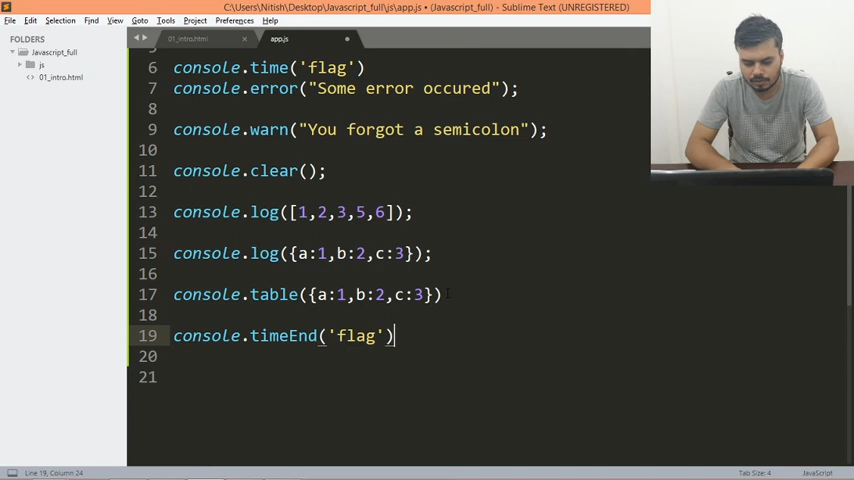 C:\Users\Nitish\Desktop\Javascript_full\js\app.js • (Javascript_full) - Sublime Text (UNREGISTERED)
File Edit Selection Find View Goto Tools Project Preferences Help
FOLDERS
Javascript_full
js
01_intro.html
01_intro.html
app.js
6 console.time('flag')
7 console.error("Some error occured");
8
9 console.warn("You forgot a semicolon");
10
11 console.clear();
12
13 console.log([1,2,3,5,6]);
14
15 console.log({a:1,b:2,c:3});
16
17 console.table({a:1,b:2,c:3})
18
19 console.timeEnd('flag')
20
21
Line 19, Column 24
Tab Size: 4
JavaScript